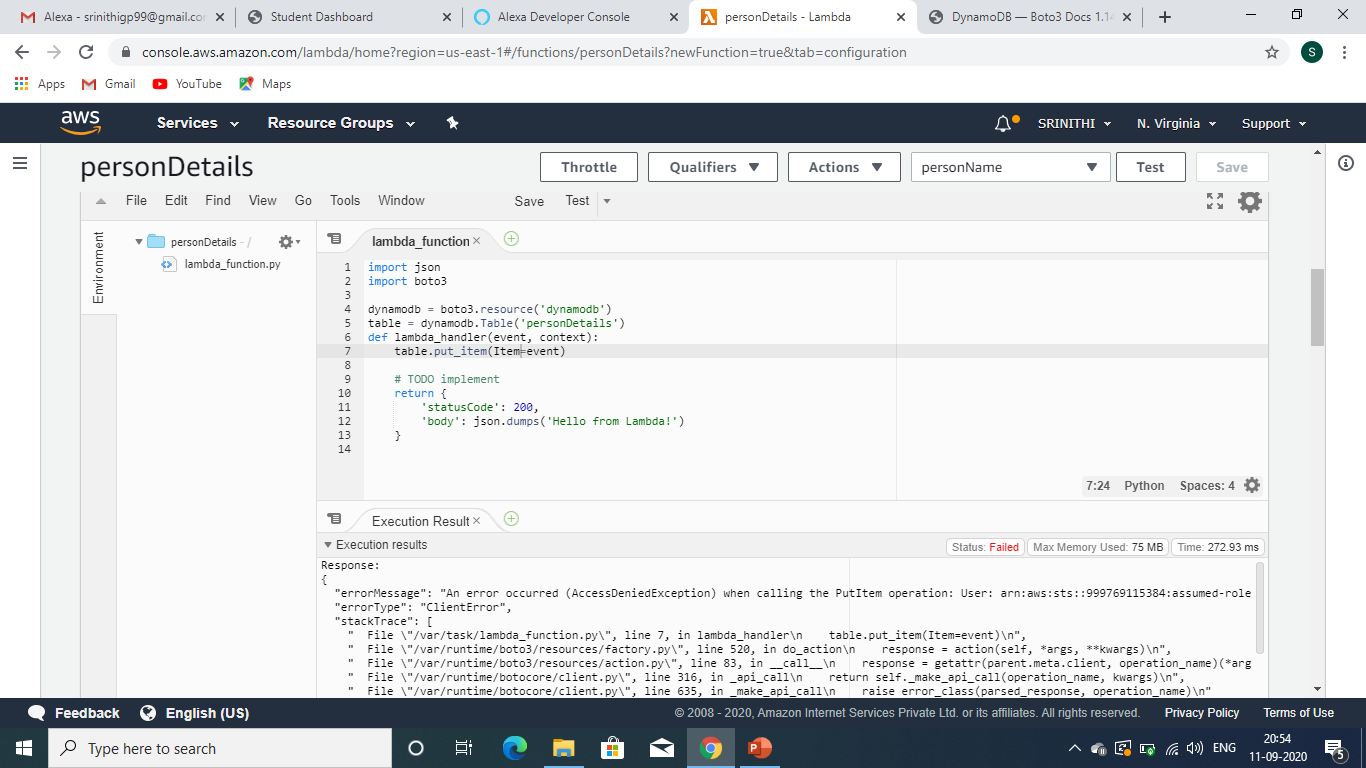 Alexa - srinithigp99@gmail.co
Student Dashboard
Alexa Developer Console
personDetails - Lambda
DynamoDB — Boto3 Docs 1.14
console.aws.amazon.com/lambda/home?region=us-east-1#/functions/personDetails?newFunction=true&tab=configuration
S
Apps Gmail YouTube Maps
aws Services Resource Groups SRINITHI N. Virginia Support
personDetails Throttle Qualifiers Actions personName Test Save
File Edit Find View Go Tools Window Save Test
Environment
personDetails - /
lambda_function.py
lambda_function
1 import json
2 import boto3
3
4 dynamodb = boto3.resource('dynamodb')
5 table = dynamodb.Table('personDetails')
6 def lambda_handler(event, context):
7 table.put_item(Item=event)
8
9 # TODO implement
10 return {
11 'statusCode': 200,
12 'body': json.dumps('Hello from Lambda!')
13 }
14
7:24 Python Spaces: 4
Execution Result
Execution results Status: Failed Max Memory Used: 75 MB Time: 272.93 ms
Response:
{
"errorMessage": "An error occurred (AccessDeniedException) when calling the PutItem operation: User: arn:aws:sts::999769115384:assumed-role
"errorType": "ClientError",
"stackTrace": [
" File \"/var/task/lambda_function.py\", line 7, in lambda_handler\n table.put_item(Item=event)\n",
" File \"/var/runtime/boto3/resources/factory.py\", line 520, in do_action\n response = action(self, *args, **kwargs)\n",
" File \"/var/runtime/boto3/resources/action.py\", line 83, in __call__\n response = getattr(parent.meta.client, operation_name)(*arg
" File \"/var/runtime/botocore/client.py\", line 316, in _api_call\n return self._make_api_call(operation_name, kwargs)\n",
" File \"/var/runtime/botocore/client.py\", line 635, in _make_api_call\n raise error_class(parsed_response, operation_name)\n"
Feedback English (US) © 2008 - 2020, Amazon Internet Services Private Ltd. or its affiliates. All rights reserved. Privacy Policy Terms of Use
Type here to search
ENG
20:54
11-09-2020
5